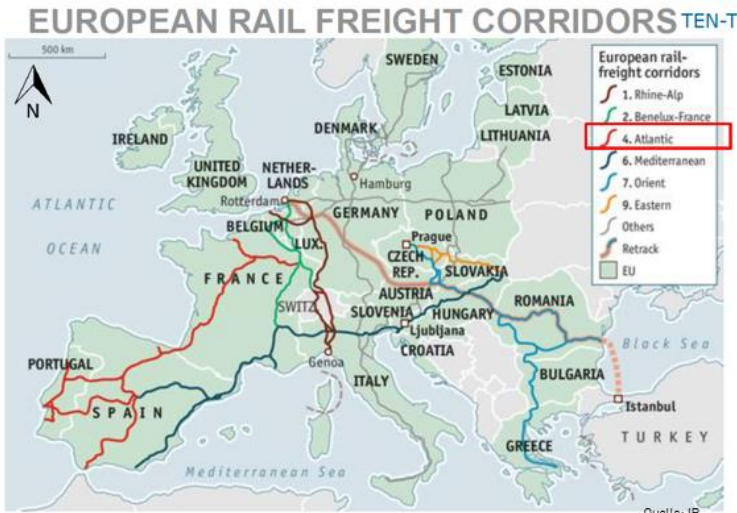 EUROPEAN RAIL FREIGHT CORRIDORS TEN-T
500 km
N
European rail-
freight corridors
1. Rhine-Alp
2. Benelux-France
4. Atlantic
6. Mediterranean
7. Orient
9. Eastern
Others
Retrack
EU
SWEDEN
ESTONIA
LATVIA
LITHUANIA
DENMARK
IRELAND
UNITED
KINGDOM
NETHER-
LANDS
Hamburg
Rotterdam
ATLANTIC
OCEAN
GERMANY
POLAND
BELGIUM
LUX.
Prague
CZECH
REP.
SLOVAKIA
FRANCE
SWITZ
AUSTRIA
SLOVENIA
HUNGARY
ROMANIA
Ljubljana
CROATIA
Black Sea
Genoa
PORTUGAL
SPAIN
ITALY
BULGARIA
Istanbul
TURKEY
GREECE
Mediterranean Sea